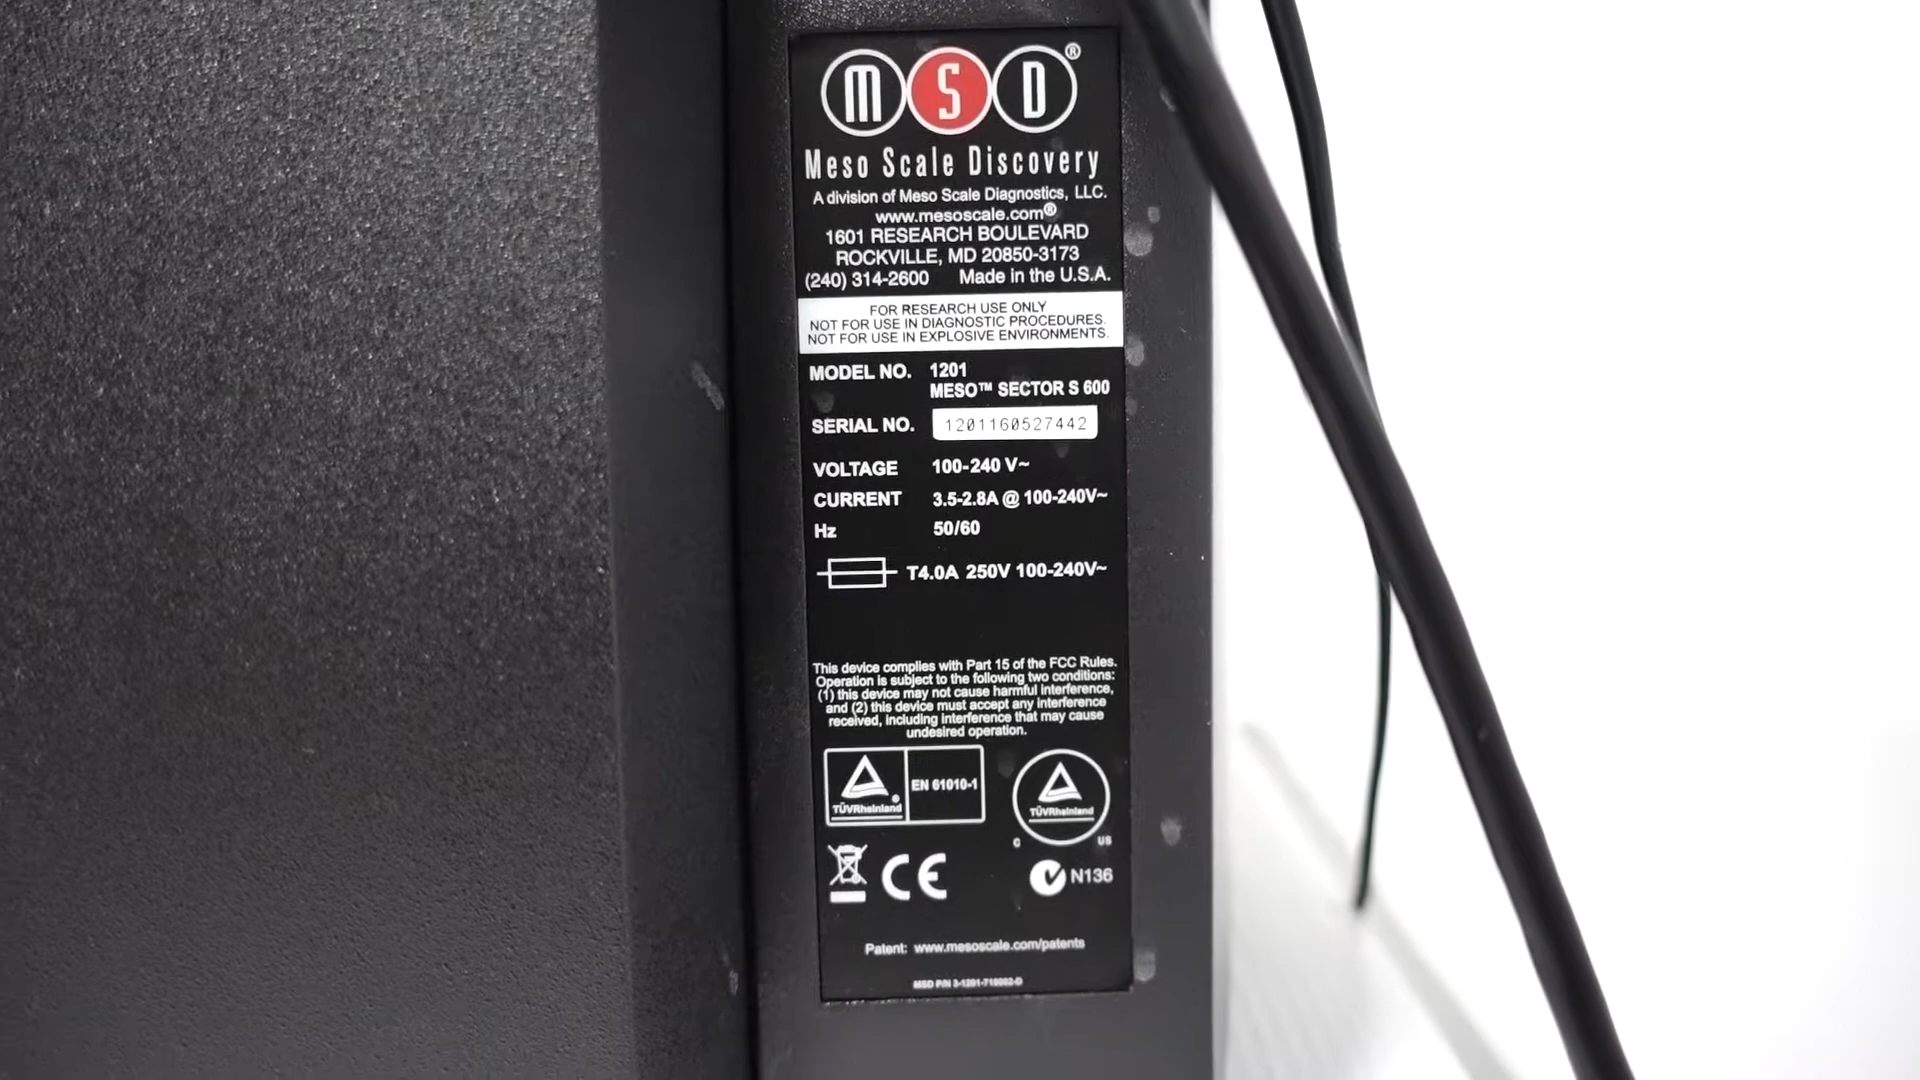 MSD®
Meso Scale Discovery
A division of Meso Scale Diagnostics, LLC.
www.mesoscale.com®
1601 RESEARCH BOULEVARD
ROCKVILLE, MD 20850-3173
(240) 314-2600 Made in the U.S.A.
FOR RESEARCH USE ONLY
NOT FOR USE IN DIAGNOSTIC PROCEDURES.
NOT FOR USE IN EXPLOSIVE ENVIRONMENTS.
MODEL NO. 1201
MESO™ SECTOR S 600
SERIAL NO. 1201160527442
VOLTAGE 100-240 V~
CURRENT 3.5-2.8A @ 100-240V~
Hz 50/60
T4.0A 250V 100-240V~
This device complies with Part 15 of the FCC Rules.
Operation is subject to the following two conditions:
(1) this device may not cause harmful interference,
and (2) this device must accept any interference
received, including interference that may cause
undesired operation.
TÜVRheinland® EN 61010-1
TÜVRheinland
C US
CE N136
Patent: www.mesoscale.com/patents
MSD P/N